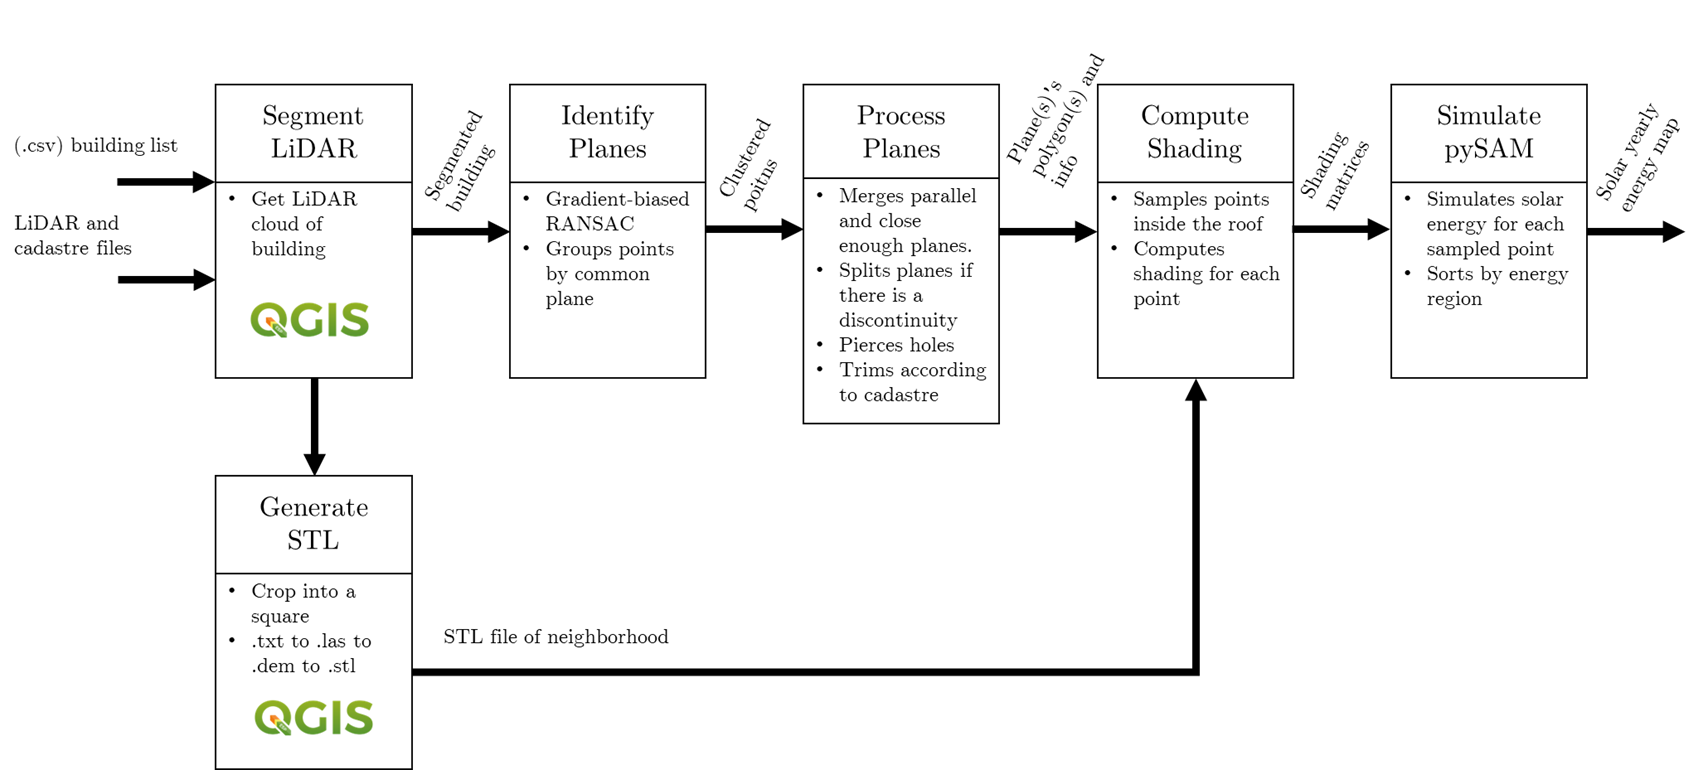 (.csv) building list
LiDAR and
cadastre files
Segment
LiDAR
• Get LiDAR
cloud of
building
QGIS
Segmented
building
Identify
Planes
• Gradient-biased
RANSAC
• Groups points
by common
plane
Clustered
poitus
Process
Planes
• Merges parallel
and close
enough planes.
• Splits planes if
there is a
discontinuity
• Pierces holes
• Trims according
to cadastre
Plane(s)'s
polygon(s) and
info
Compute
Shading
• Samples points
inside the roof
• Computes
shading for each
point
Shading
matrices
Simulate
pySAM
• Simulates solar
energy for each
sampled point
• Sorts by energy
region
Solar yearly
energy map
Generate
STL
• Crop into a
square
• .txt to .las to
.dem to .stl
QGIS
STL file of neighborhood